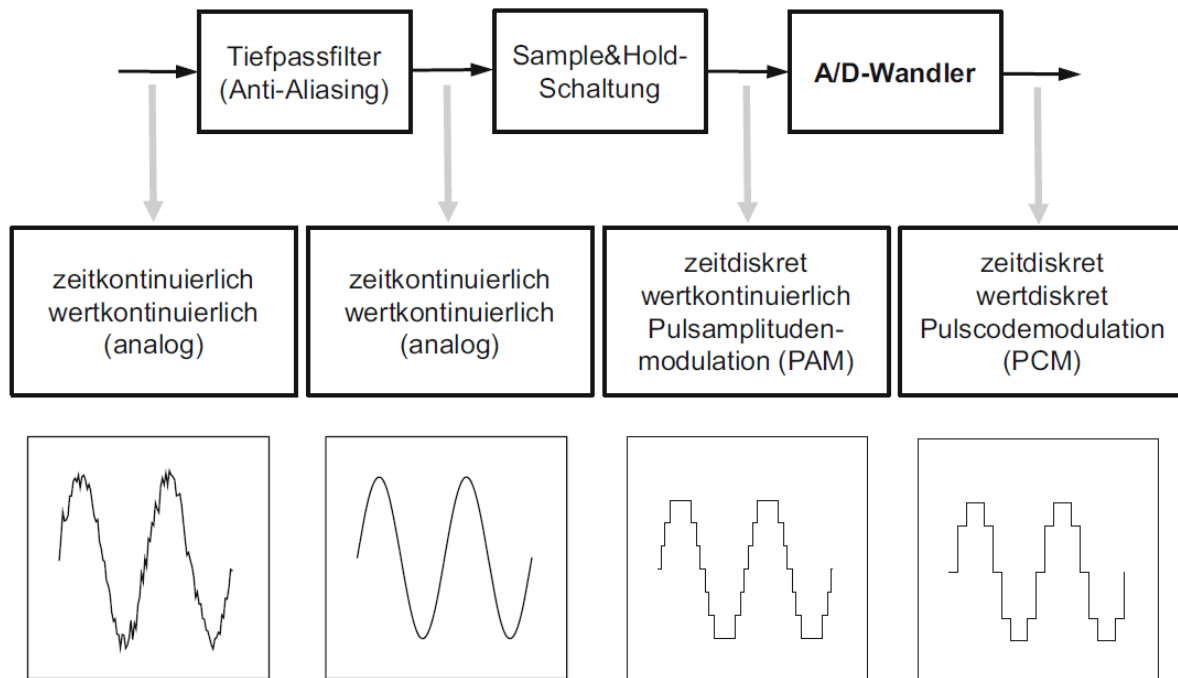 Tiefpassfilter
(Anti-Aliasing)
Sample&Hold-
Schaltung
A/D-Wandler
zeitkontinuierlich
wertkontinuierlich
(analog)
zeitkontinuierlich
wertkontinuierlich
(analog)
zeitdiskret
wertkontinuierlich
Pulsamplituden-
modulation (PAM)
zeitdiskret
wertdiskret
Pulscodemodulation
(PCM)